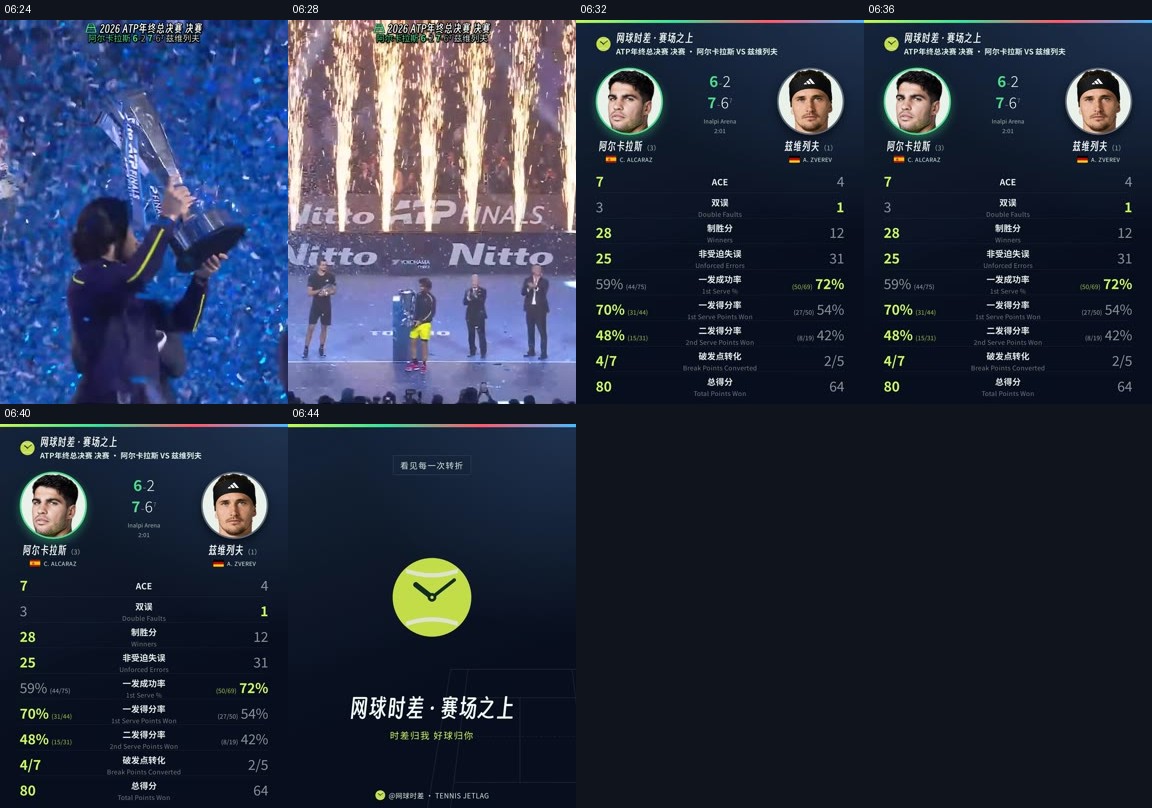 06:24
2026 ATP年终总决赛 决赛
阿尔卡拉斯 6 2 7 6⁷ 兹维列夫
06:28
2026 ATP年终总决赛 决赛
阿尔卡拉斯 6 2 7 6⁷ 兹维列夫
Nitto ATP FINALS
Nitto YOKOHAMA Nitto
06:32
网球时差·赛场之上
ATP年终总决赛 决赛 • 阿尔卡拉斯 VS 兹维列夫
6-2
7-6⁷
Inalpi Arena
2:01
阿尔卡拉斯 (3) 兹维列夫 (1)
C. ALCARAZ A. ZVEREV
7 ACE 4
3 双误 1
Double Faults
28 制胜分 12
Winners
25 非受迫失误 31
Unforced Errors
59% (44/75) 一发成功率 (50/69) 72%
1st Serve %
70% (31/44) 一发得分率 (27/50) 54%
1st Serve Points Won
48% (15/31) 二发得分率 (8/19) 42%
2nd Serve Points Won
4/7 破发点转化 2/5
Break Points Converted
80 总得分 64
Total Points Won
06:36
网球时差·赛场之上
ATP年终总决赛 决赛 • 阿尔卡拉斯 VS 兹维列夫
6-2
7-6⁷
Inalpi Arena
2:01
阿尔卡拉斯 (3) 兹维列夫 (1)
C. ALCARAZ A. ZVEREV
7 ACE 4
3 双误 1
Double Faults
28 制胜分 12
Winners
25 非受迫失误 31
Unforced Errors
59% (44/75) 一发成功率 (50/69) 72%
1st Serve %
70% (31/44) 一发得分率 (27/50) 54%
1st Serve Points Won
48% (15/31) 二发得分率 (8/19) 42%
2nd Serve Points Won
4/7 破发点转化 2/5
Break Points Converted
80 总得分 64
Total Points Won
06:40
网球时差·赛场之上
ATP年终总决赛 决赛 • 阿尔卡拉斯 VS 兹维列夫
6-2
7-6⁷
Inalpi Arena
2:01
阿尔卡拉斯 (3) 兹维列夫 (1)
C. ALCARAZ A. ZVEREV
7 ACE 4
3 双误 1
Double Faults
28 制胜分 12
Winners
25 非受迫失误 31
Unforced Errors
59% (44/75) 一发成功率 (50/69) 72%
1st Serve %
70% (31/44) 一发得分率 (27/50) 54%
1st Serve Points Won
48% (15/31) 二发得分率 (8/19) 42%
2nd Serve Points Won
4/7 破发点转化 2/5
Break Points Converted
80 总得分 64
Total Points Won
06:44
看见每一次转折
网球时差·赛场之上
时差归我 好球归你
@网球时差 • TENNIS JETLAG